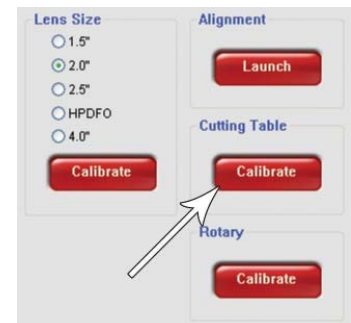 Lens Size
1.5"
2.0"
2.5"
HPDFO
4.0"
Calibrate
Alignment
Launch
Cutting Table
Calibrate
Rotary
Calibrate